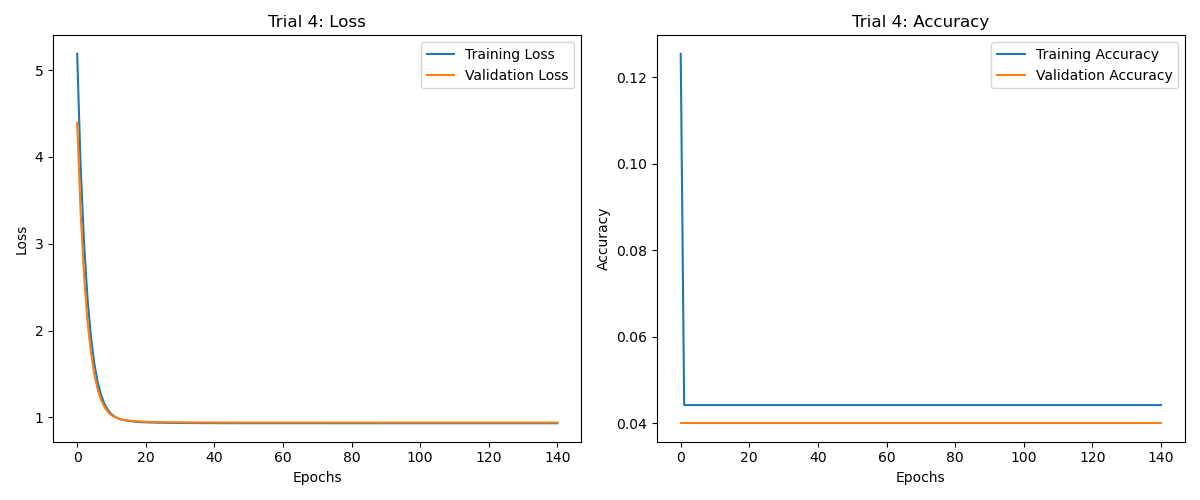 Trial 4: Loss
Training Loss
Validation Loss
5
4
3
2
1
Loss
0 20 40 60 80 100 120 140
Epochs
Trial 4: Accuracy
Training Accuracy
Validation Accuracy
0.12
0.10
0.08
0.06
0.04
Accuracy
0 20 40 60 80 100 120 140
Epochs